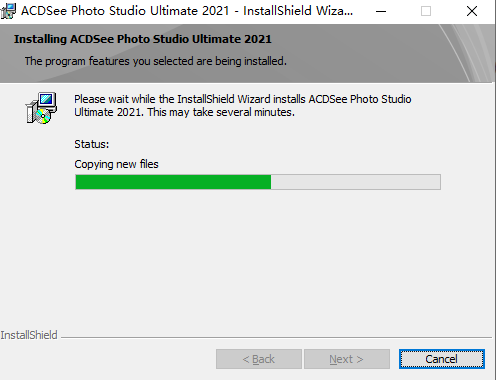 ACDSee Photo Studio Ultimate 2021 - InstallShield Wiza...
Installing ACDSee Photo Studio Ultimate 2021
The program features you selected are being installed.
Please wait while the InstallShield Wizard installs ACDSee Photo Studio
Ultimate 2021. This may take several minutes.
Status:
Copying new files
InstallShield
< Back
Next >
Cancel